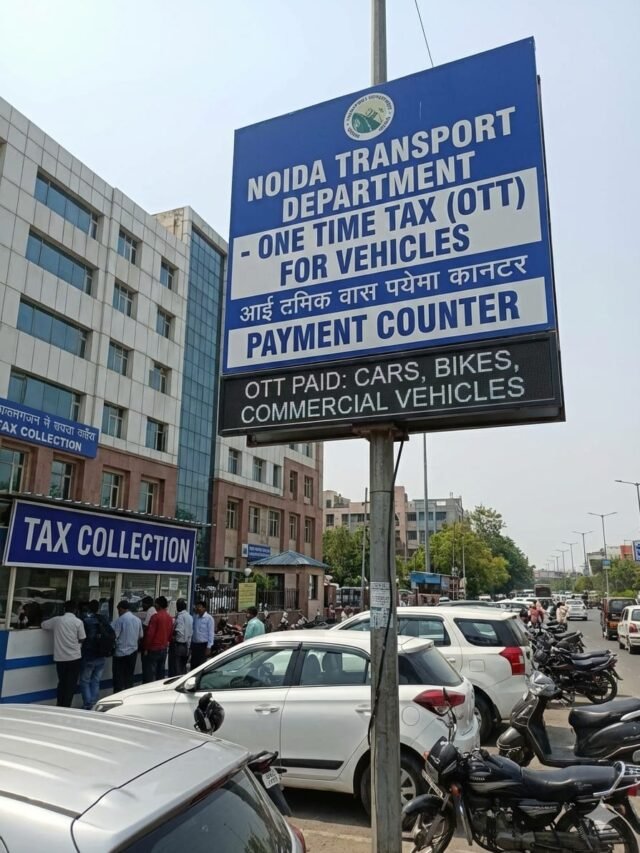 NOIDA TRANSPORT
DEPARTMENT
- ONE TIME TAX (OTT)
FOR VEHICLES
आई दमिक वास पयेमा कानटर
PAYMENT COUNTER
OTT PAID: CARS, BIKES,
COMMERCIAL VEHICLES
TAX COLLECTION
TAX COLLECTION